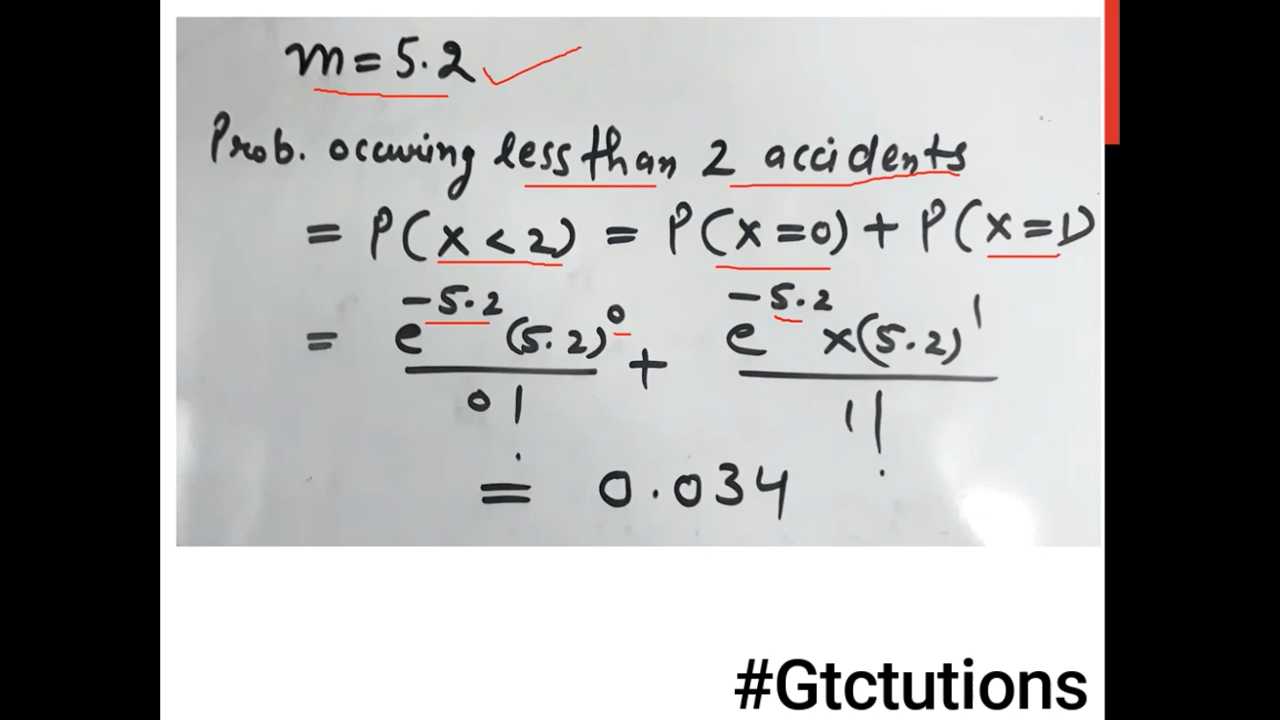 m = 5.2 ✓
Prob. occuring less than 2 accidents
= P(x < 2) = P(x = 0) + P(x = 1)
= e^-5.2 (5.2)^0 / 0! + e^-5.2 x (5.2)^1 / 1!
= 0.034
#Gtctutions